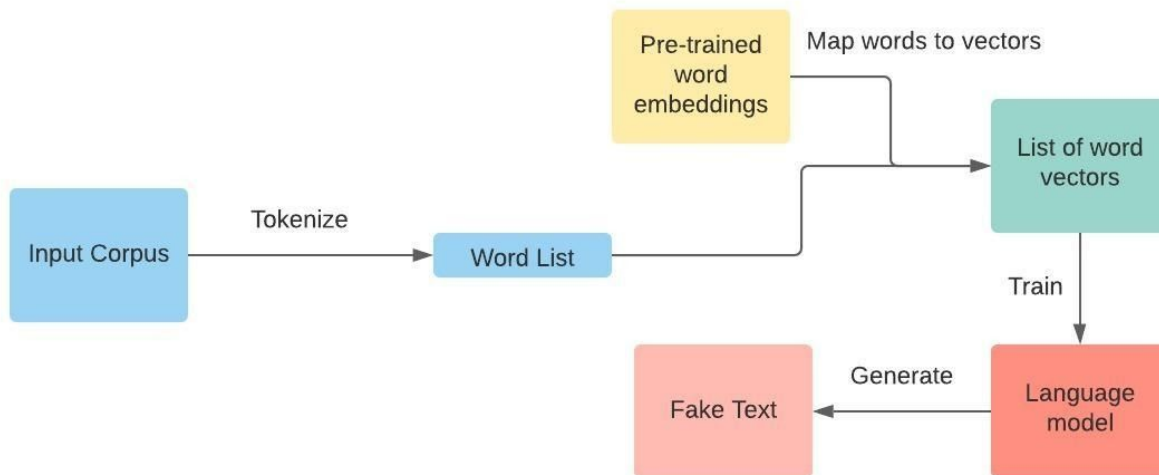 Pre-trained
word
embeddings
Map words to vectors
List of word
vectors
Input Corpus
Tokenize
Word List
Train
Language
model
Generate
Fake Text